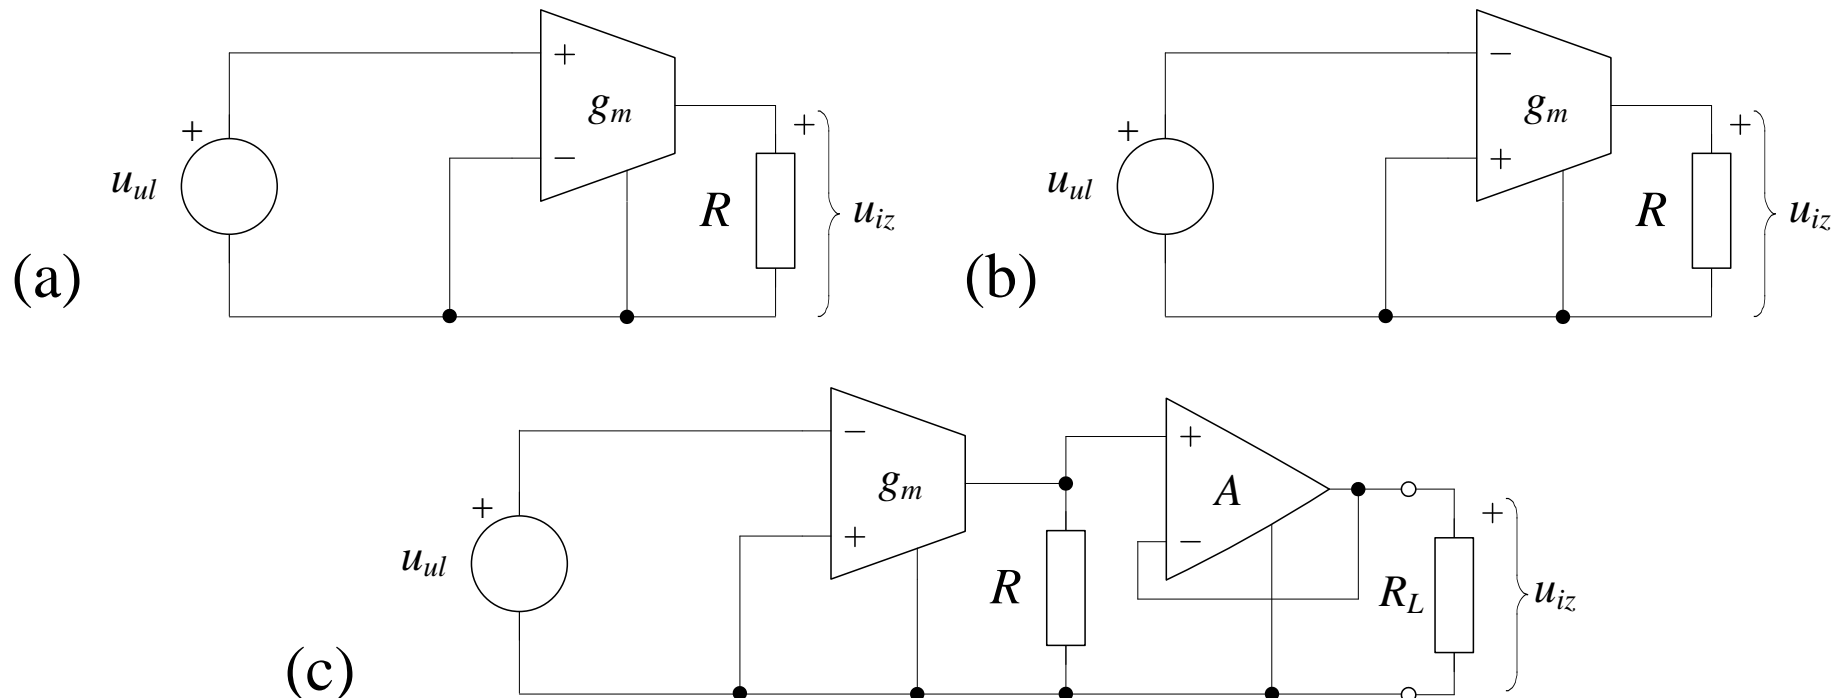 +
g_m
+
−
u_ul
R
+
u_iz
(a)
+
−
g_m
+
u_ul
R
+
u_iz
(b)
+
−
g_m
+
u_ul
R
+
A
−
R_L
+
u_iz
(c)